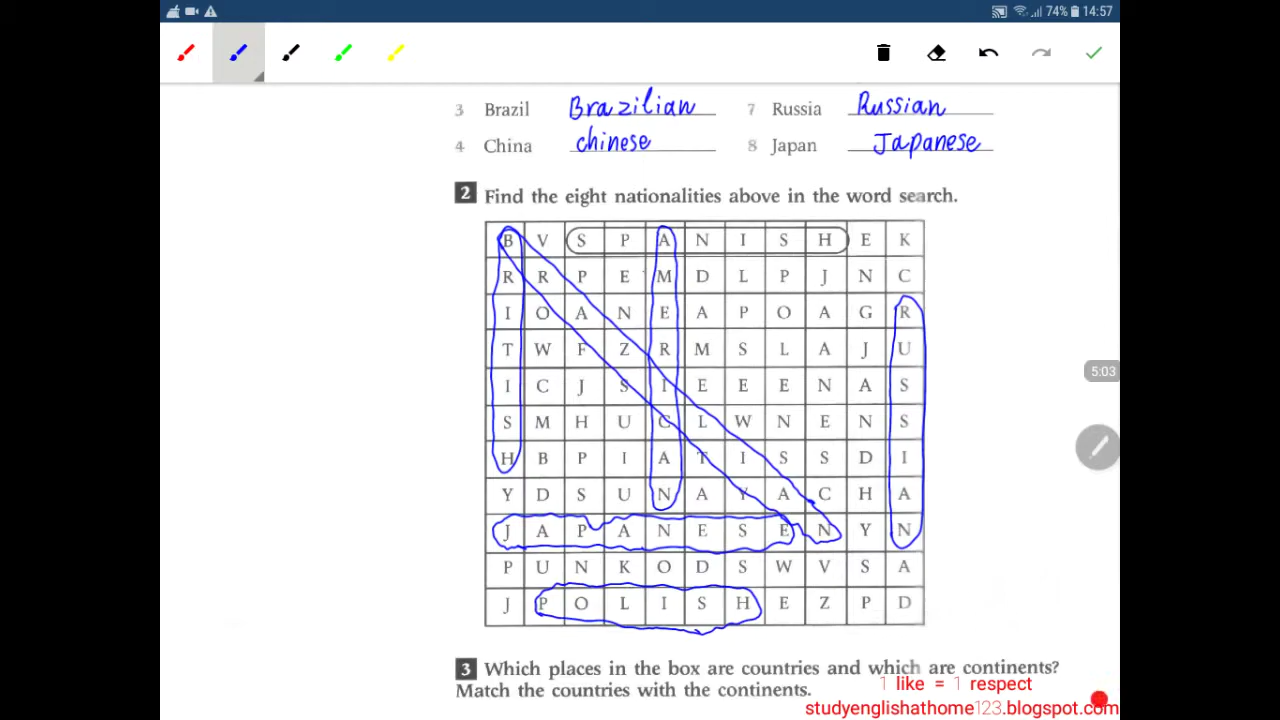 74% 14:57
3 Brazil Brazilian 7 Russia Russian
4 China chinese 8 Japan Japanese
2 Find the eight nationalities above in the word search.
B V S P A N I S H E K
R R P E M D L P J N C
I O A N E A P O A G R
T W F Z R M S L A J U
I C J S I E E E N A S
S M H U C L W N E N S
H B P I A T I S S D I
Y D S U N A Y A C H A
J A P A N E S E N Y N
P U N K O D S W V S A
J P O L I S H E Z P D
5:03
3 Which places in the box are countries and which are continents?
Match the countries with the continents.
1 like = 1 respect
studyenglishathome123.blogspot.com